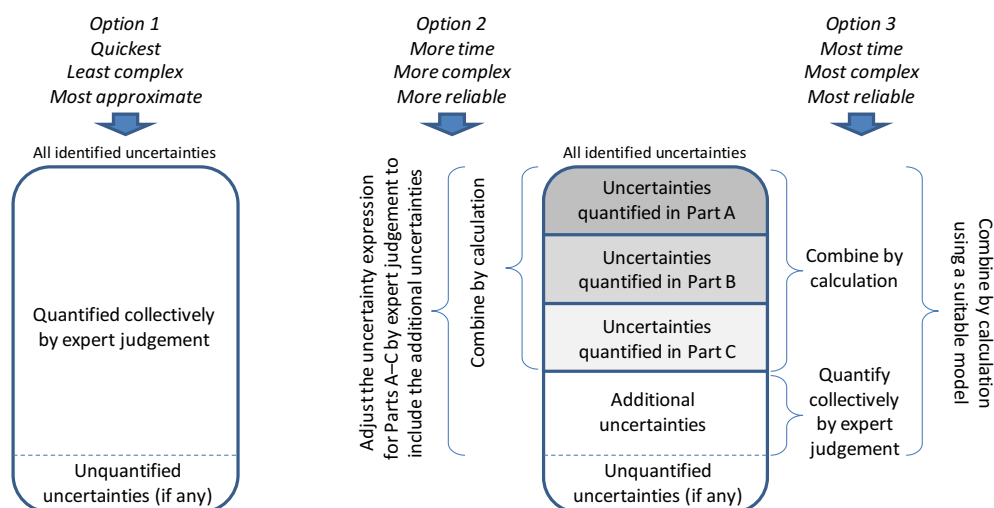 Option 1
Quickest
Least complex
Most approximate
All identified uncertainties
Quantified collectively
by expert judgement
Unquantified
uncertainties (if any)
Option 2
More time
More complex
More reliable
Adjust the uncertainty expression
for Parts A–C by expert judgement to
include the additional uncertainties
Combine by calculation
All identified uncertainties
Uncertainties
quantified in Part A
Uncertainties
quantified in Part B
Uncertainties
quantified in Part C
Additional
uncertainties
Unquantified
uncertainties (if any)
Option 3
Most time
Most complex
Most reliable
Combine by
calculation
Quantify
collectively
by expert
judgement
Combine by calculation
using a suitable model